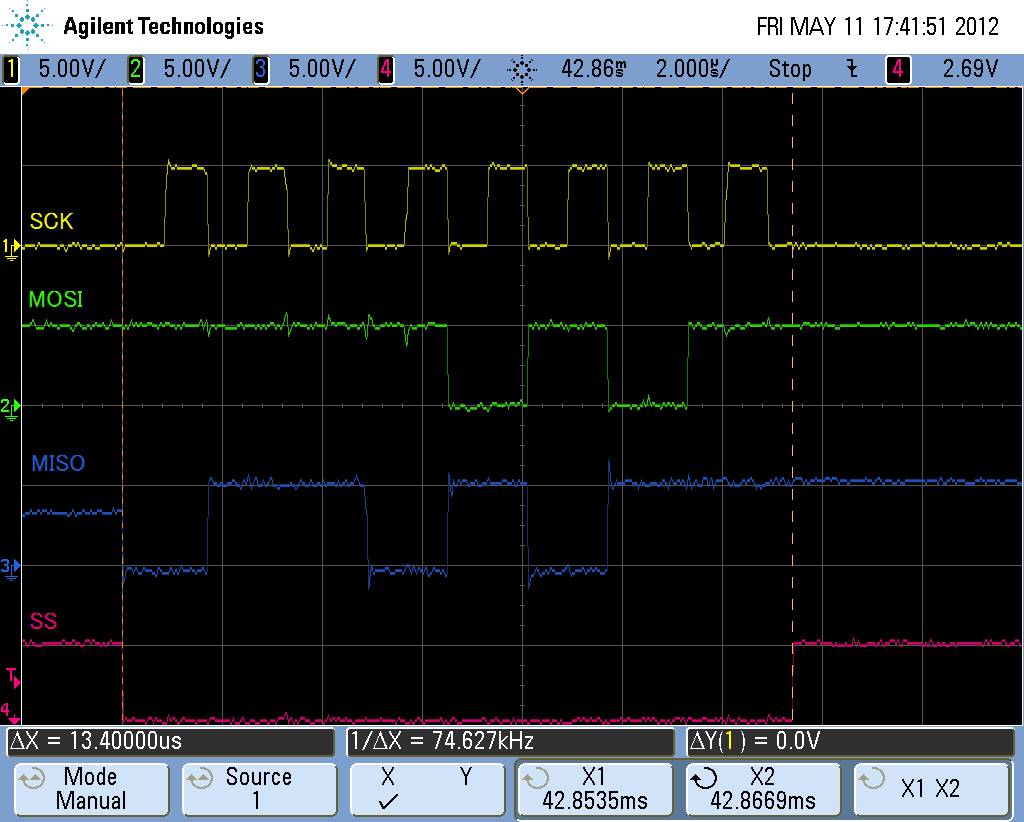 Agilent Technologies FRI MAY 11 17:41:51 2012
1 5.00V/ 2 5.00V/ 3 5.00V/ 4 5.00V/ 42.86ms 2.000us/ Stop 4 2.69V
SCK
1
MOSI
2
MISO
3
SS
T
4
ΔX = 13.40000us 1/ΔX = 74.627kHz ΔY(1) = 0.0V
Mode Source X Y X1 X2 X1 X2
Manual 1 ✓ 42.8535ms 42.8669ms